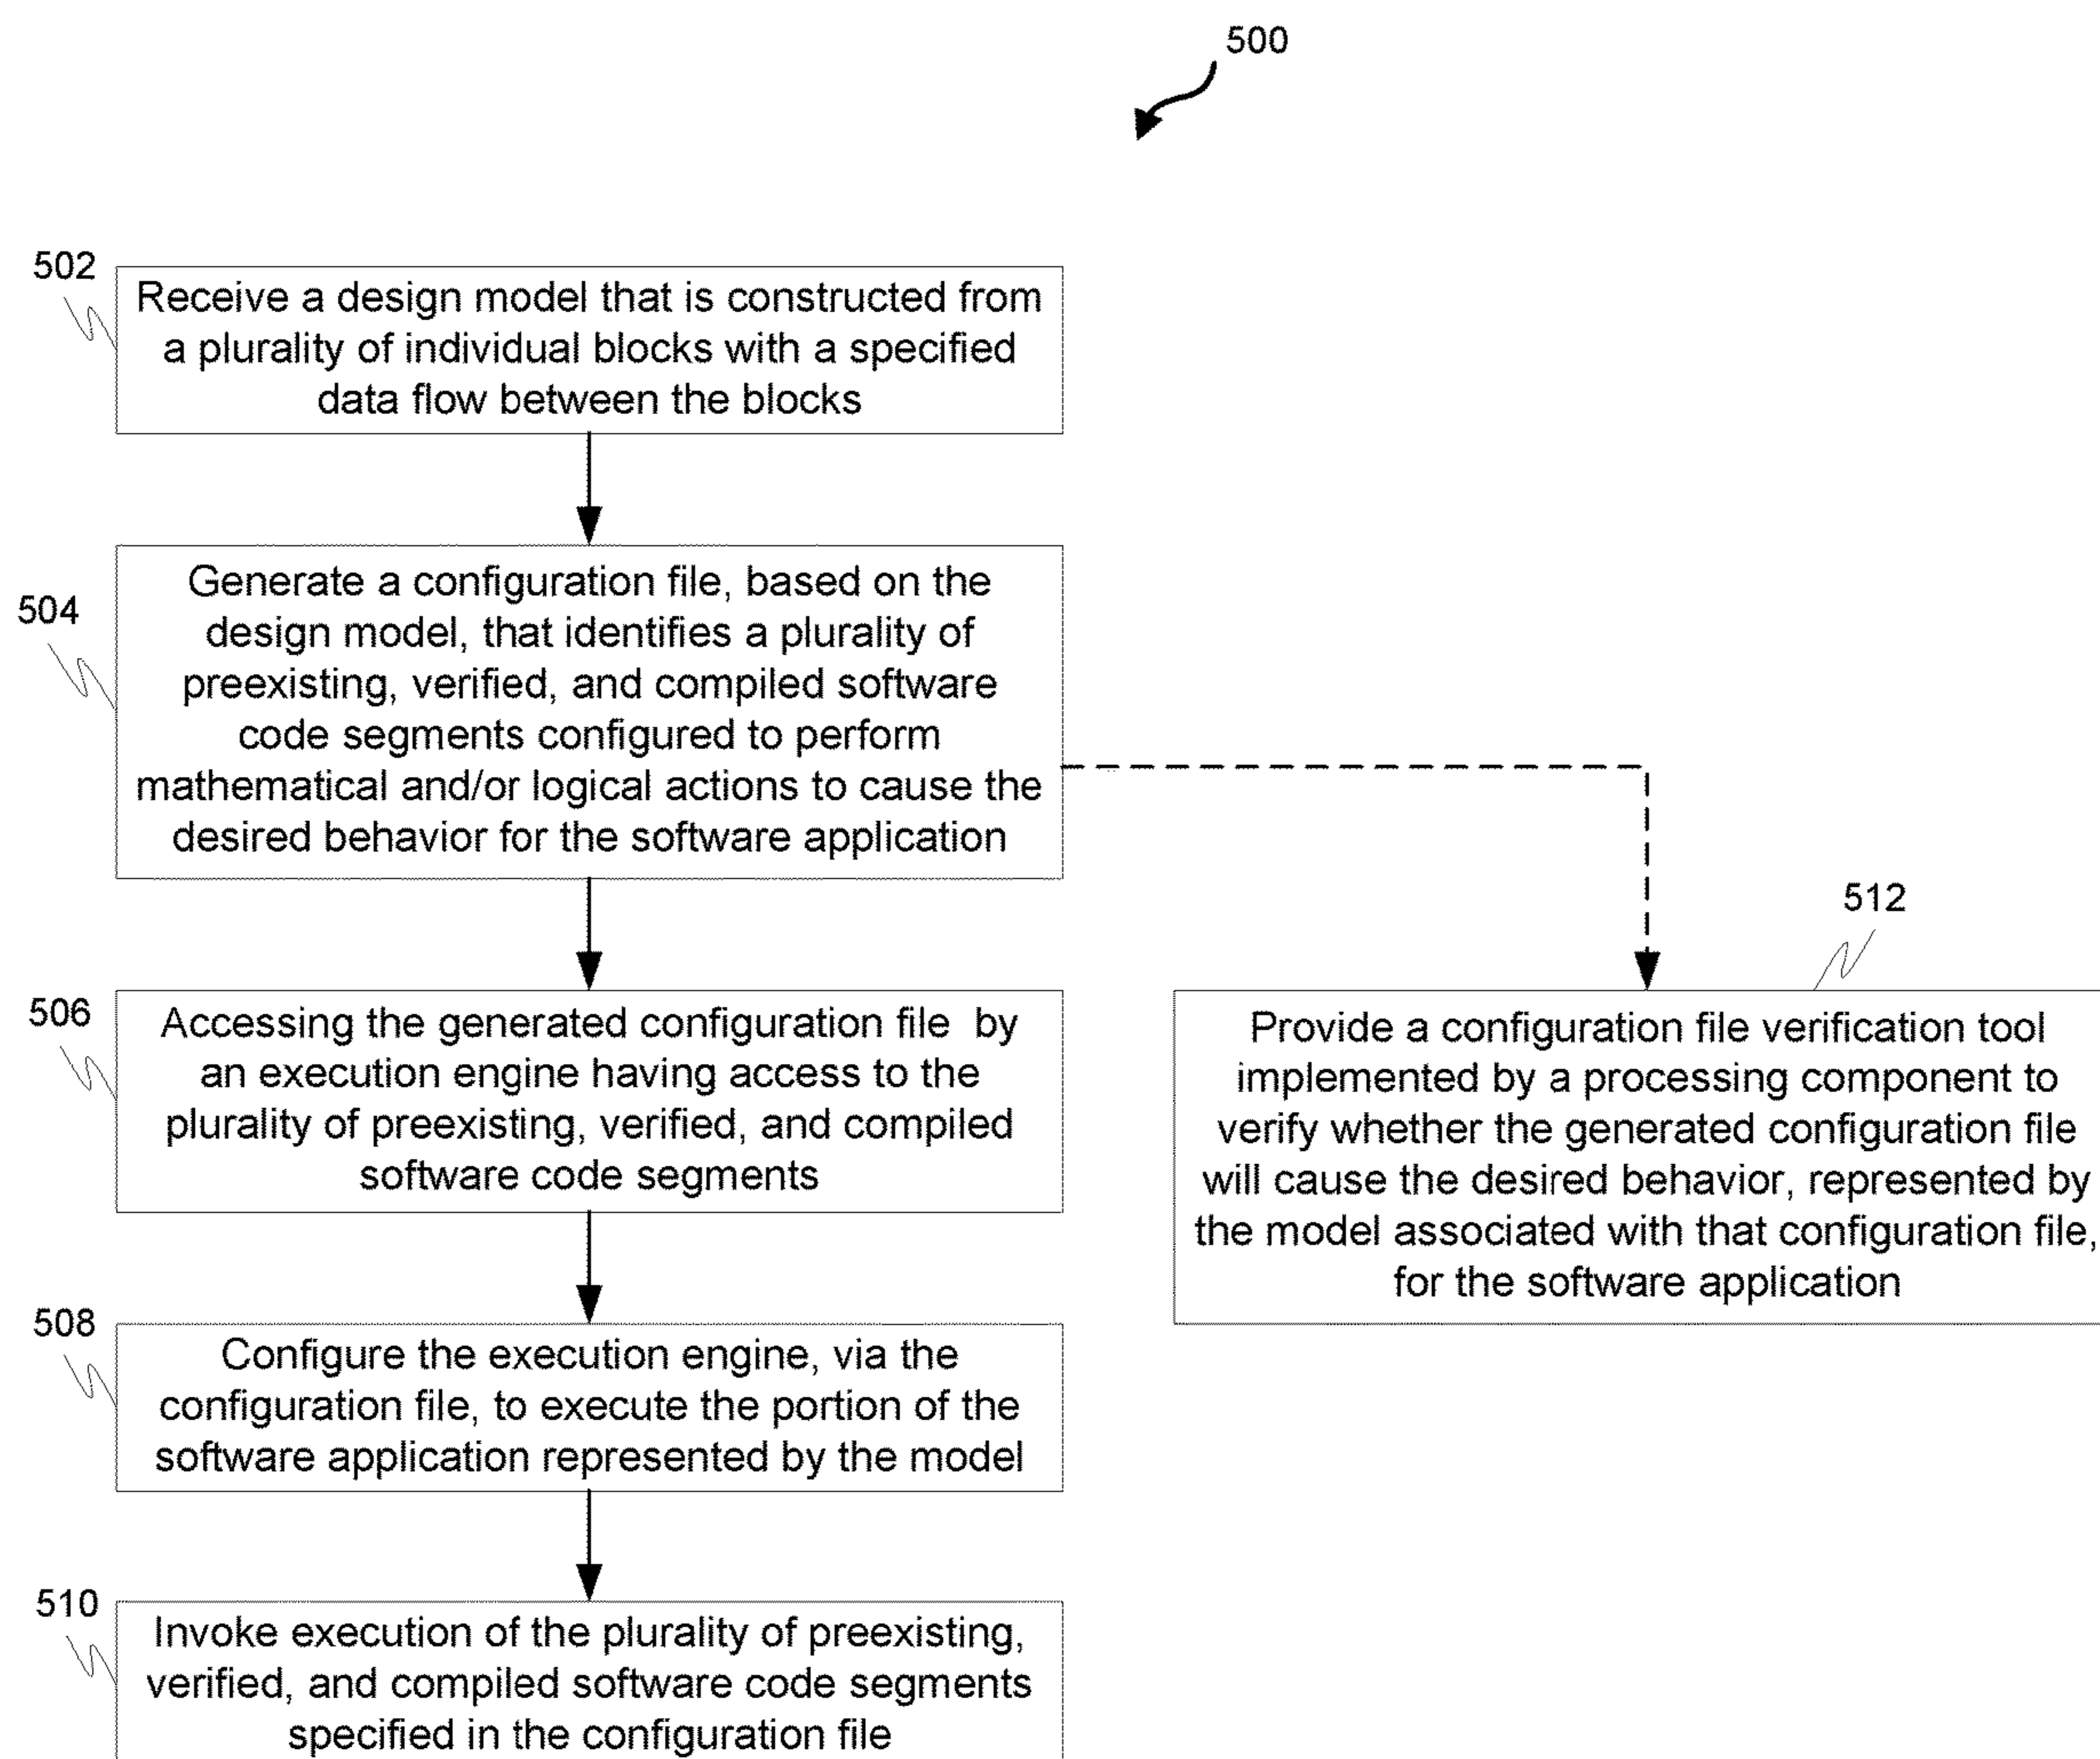 500
502
Receive a design model that is constructed from
a plurality of individual blocks with a specified
data flow between the blocks
504
Generate a configuration file, based on the
design model, that identifies a plurality of
preexisting, verified, and compiled software
code segments configured to perform
mathematical and/or logical actions to cause the
desired behavior for the software application
506
Accessing the generated configuration file by
an execution engine having access to the
plurality of preexisting, verified, and compiled
software code segments
512
Provide a configuration file verification tool
implemented by a processing component to
verify whether the generated configuration file
will cause the desired behavior, represented by
the model associated with that configuration file,
for the software application
508
Configure the execution engine, via the
configuration file, to execute the portion of the
software application represented by the model
510
Invoke execution of the plurality of preexisting,
verified, and compiled software code segments
specified in the configuration file